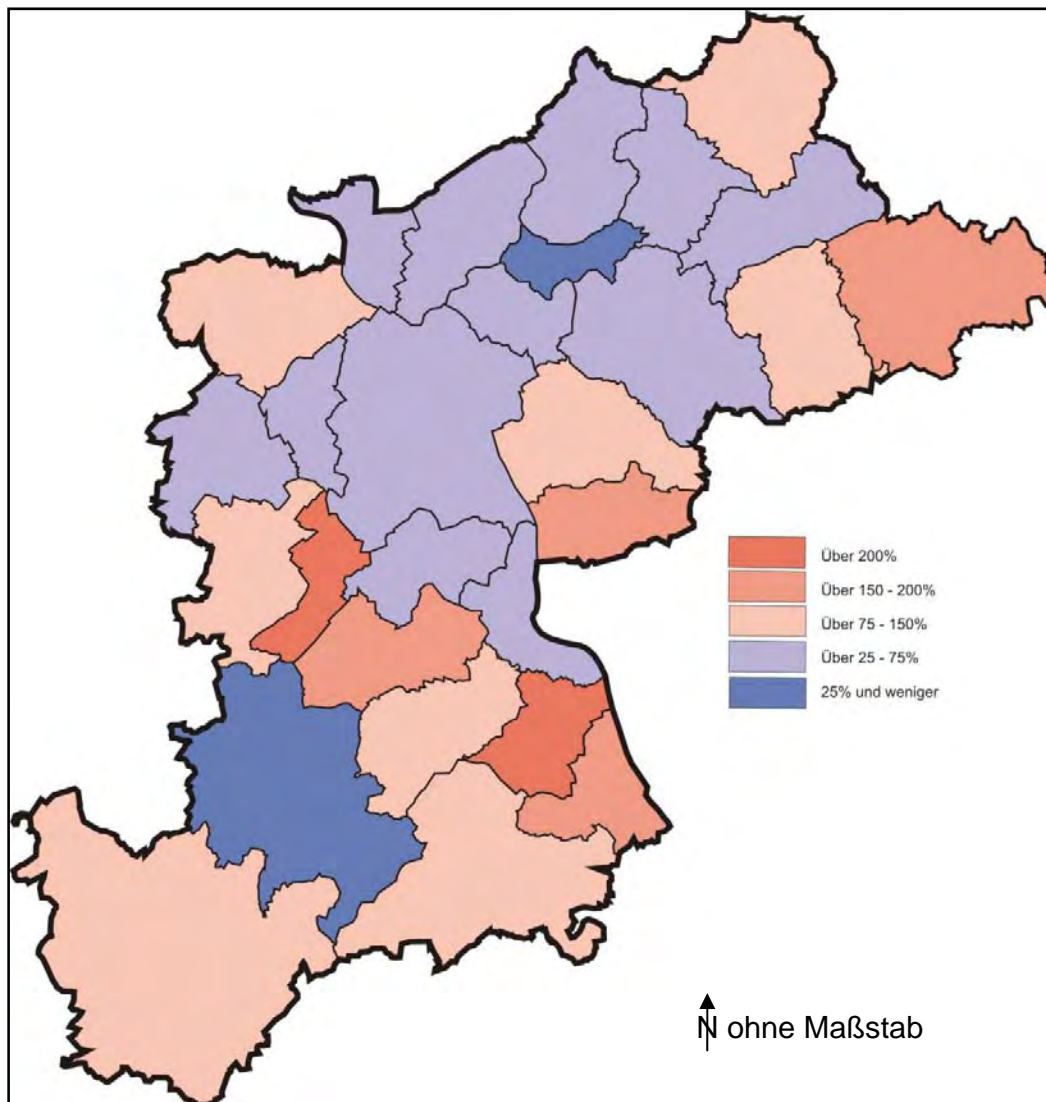 Über 200%
Über 150 - 200%
Über 75 - 150%
Über 25 - 75%
25% und weniger
N ohne Maßstab